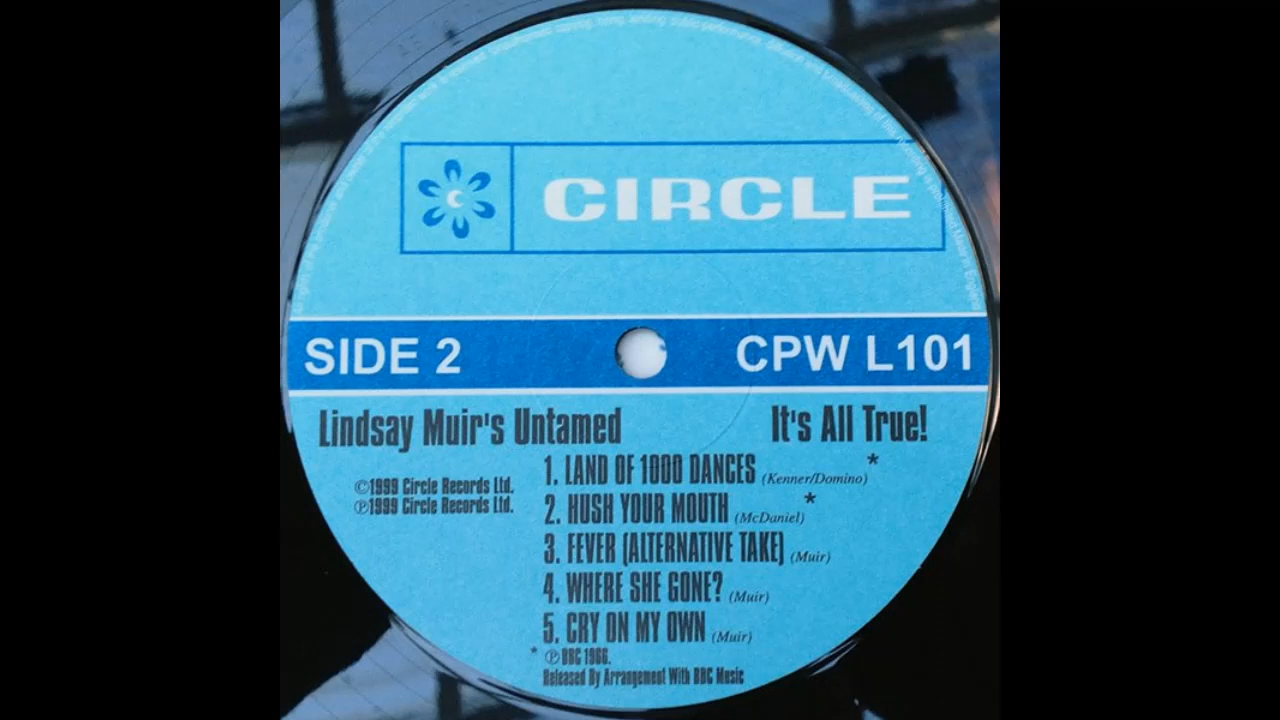 CIRCLE
SIDE 2
CPW L101
Lindsay Muir's Untamed
It's All True!
©1999 Circle Records Ltd.
℗1999 Circle Records Ltd.
1. LAND OF 1000 DANCES (Kenner/Domino) *
2. HUSH YOUR MOUTH (McDaniel) *
3. FEVER (ALTERNATIVE TAKE) (Muir)
4. WHERE SHE GONE? (Muir)
5. CRY ON MY OWN (Muir)
* ℗ BBC 1966.
Released By Arrangement With BBC Music